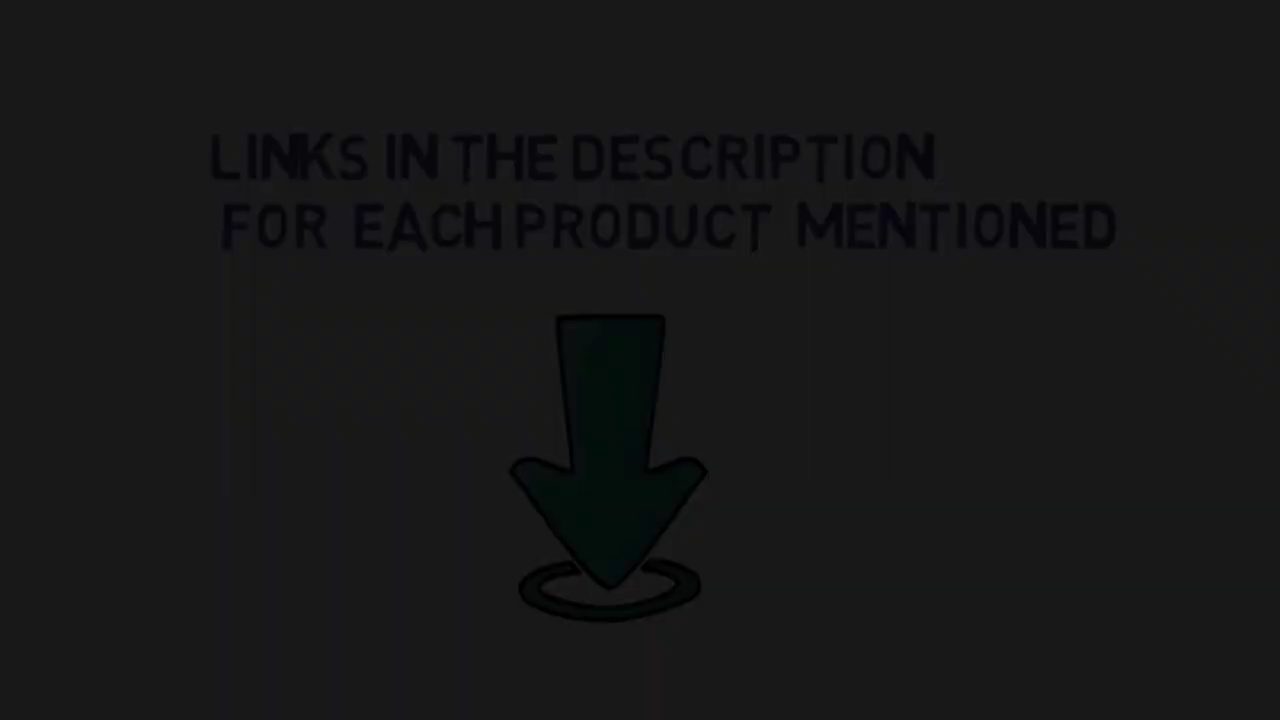 LINKS IN THE DESCRIPTION
FOR EACH PRODUCT MENTIONED